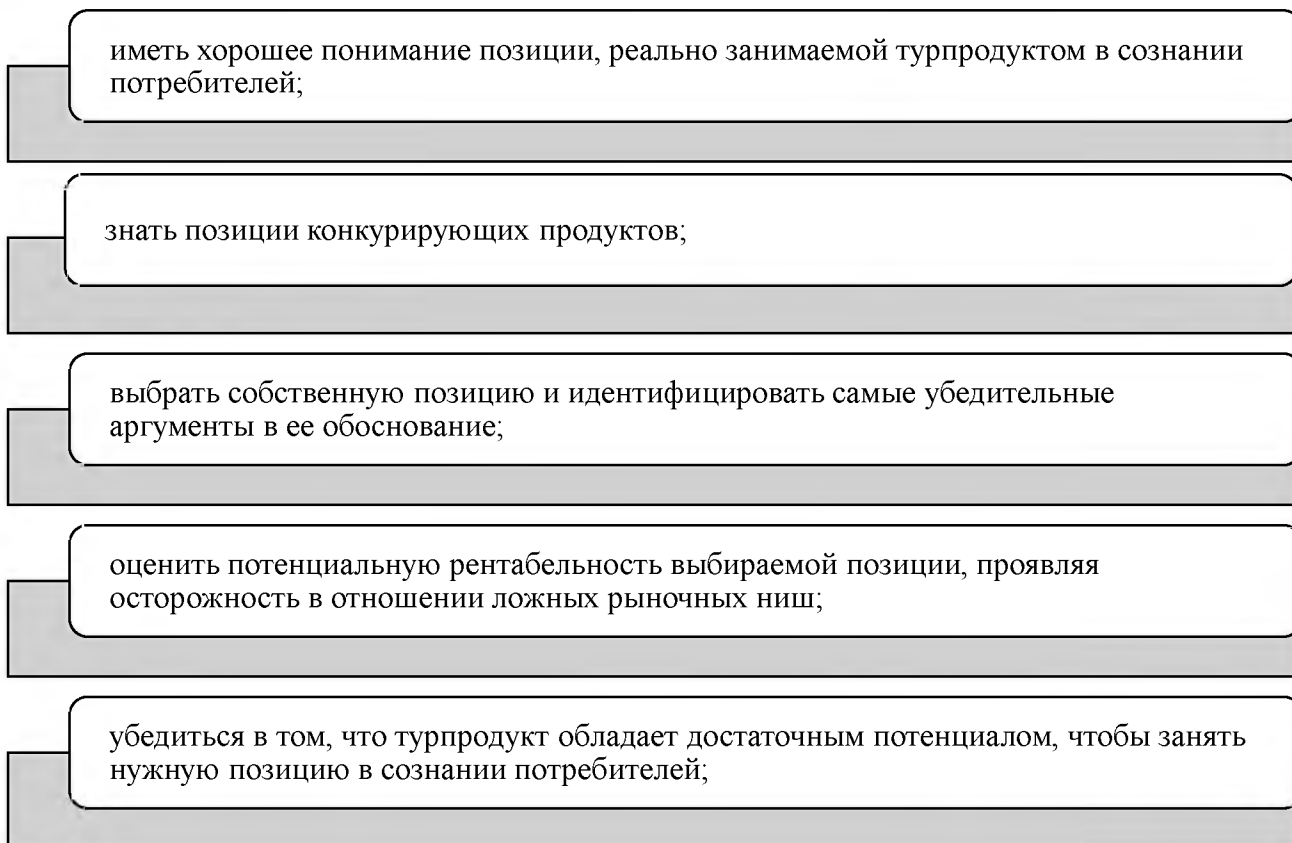 иметь хорошее понимание позиции, реально занимаемой турпродуктом в сознании
потребителей;
знать позиции конкурирующих продуктов;
выбрать собственную позицию и идентифицировать самые убедительные
аргументы в ее обоснование;
оценить потенциальную рентабельность выбираемой позиции, проявляя
осторожность в отношении ложных рыночных ниш;
убедиться в том, что турпродукт обладает достаточным потенциалом, чтобы занять
нужную позицию в сознании потребителей;